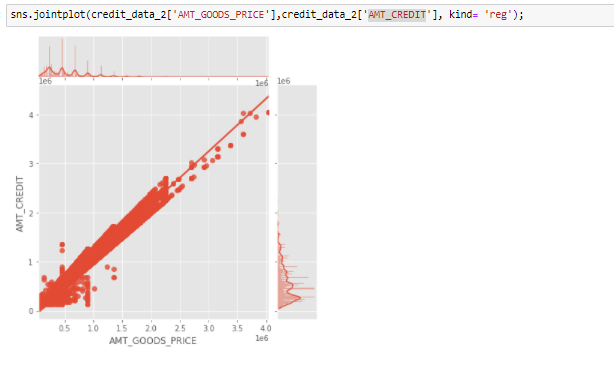 sns.jointplot(credit_data_2['AMT_GOODS_PRICE'],credit_data_2['AMT_CREDIT'], kind= 'reg');
1e6
1e6
1e6
4
3
2
1
0
AMT_CREDIT
0.5 1.0 1.5 2.0 2.5 3.0 3.5 4.0
1e6
AMT_GOODS_PRICE